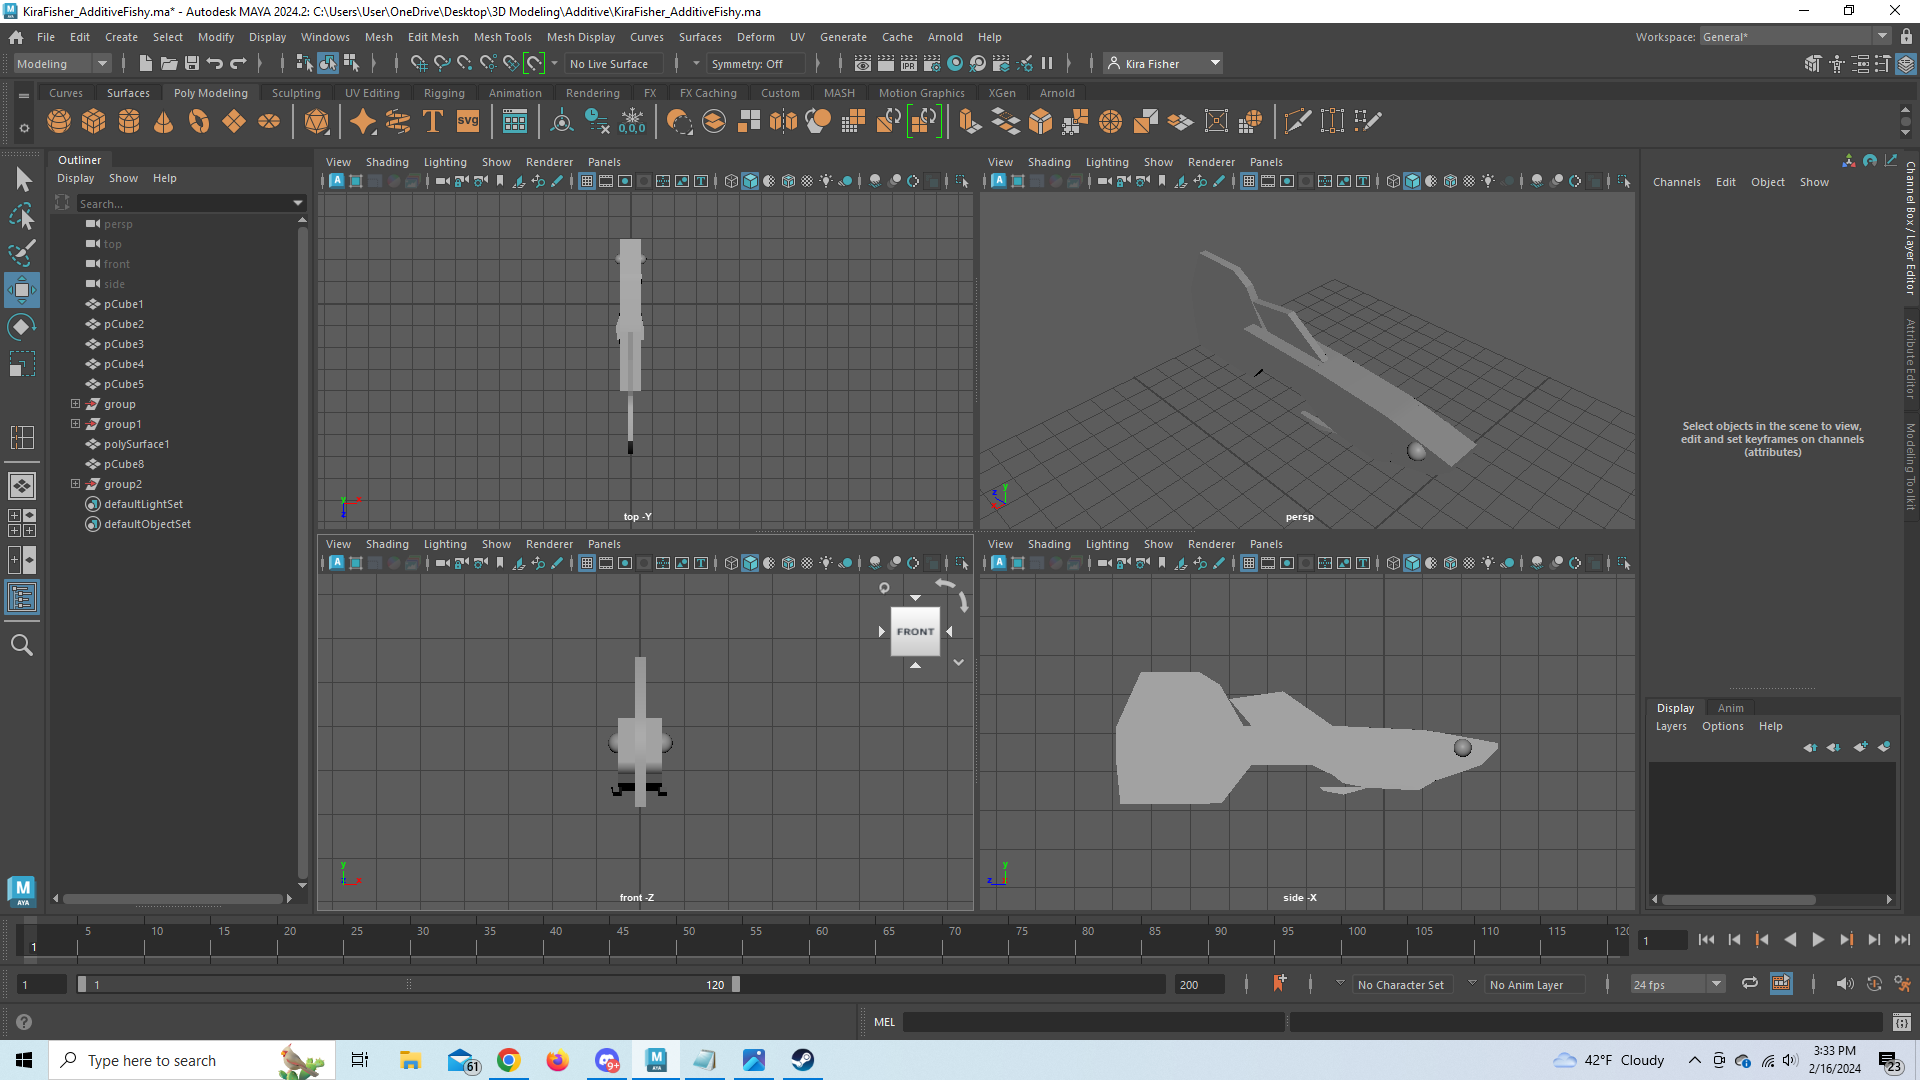 KiraFisher_AdditiveFishy.ma* - Autodesk MAYA 2024.2: C:\Users\User\OneDrive\Desktop\3D Modeling\Additive\KiraFisher_AdditiveFishy.ma
File Edit Create Select Modify Display Windows Mesh Edit Mesh Mesh Tools Mesh Display Curves Surfaces Deform UV Generate Cache Arnold Help Workspace: General*
Modeling No Live Surface Symmetry: Off IPR Kira Fisher
Curves Surfaces Poly Modeling Sculpting UV Editing Rigging Animation Rendering FX FX Caching Custom MASH Motion Graphics XGen Arnold
T svg 0,0,0
Outliner
Display Show Help
Search...
persp
top
front
side
pCube1
pCube2
pCube3
pCube4
pCube5
group
group1
polySurface1
pCube8
group2
defaultLightSet
defaultObjectSet
View Shading Lighting Show Renderer Panels
top -Y
View Shading Lighting Show Renderer Panels
persp
View Shading Lighting Show Renderer Panels
FRONT
front -Z
View Shading Lighting Show Renderer Panels
side -X
Channels Edit Object Show
Select objects in the scene to view,
edit and set keyframes on channels
(attributes)
Channel Box / Layer Editor
Attribute Editor
Modeling Toolkit
Display Anim
Layers Options Help
M
AYA
5 10 15 20 25 30 35 40 45 50 55 60 65 70 75 80 85 90 95 100 105 110 115 120
1 1
1 1 120 200 No Character Set No Anim Layer 24 fps
MEL
Type here to search 61 9+ M AYA 42°F Cloudy 3:33 PM
2/16/2024 23